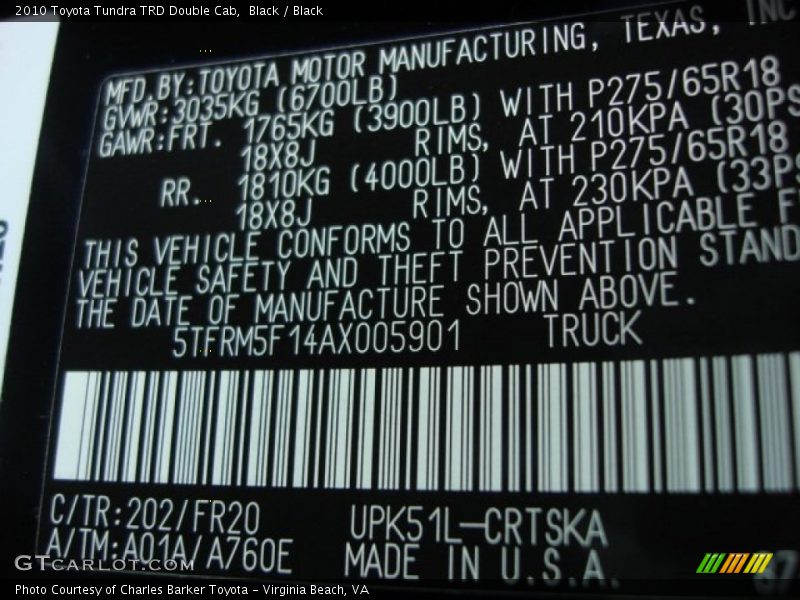 2010 Toyota Tundra TRD Double Cab, Black / Black
MFD.BY:TOYOTA MOTOR MANUFACTURING, TEXAS, INC
GVWR:3035KG (6700LB)
GAWR:FRT. 1765KG (3900LB) WITH P275/65R18
18X8J RIMS, AT 210KPA (30PS
RR. 1810KG (4000LB) WITH P275/65R18
18X8J RIMS, AT 230KPA (33PS
THIS VEHICLE CONFORMS TO ALL APPLICABLE F
VEHICLE SAFETY AND THEFT PREVENTION STAND
THE DATE OF MANUFACTURE SHOWN ABOVE.
5TFRM5F14AX005901 TRUCK
C/TR:202/FR20 UPK51L-CRTSKA
A/TM:A01A/A760E MADE IN U.S.A.
GTCARLOT.COM
Photo Courtesy of Charles Barker Toyota - Virginia Beach, VA